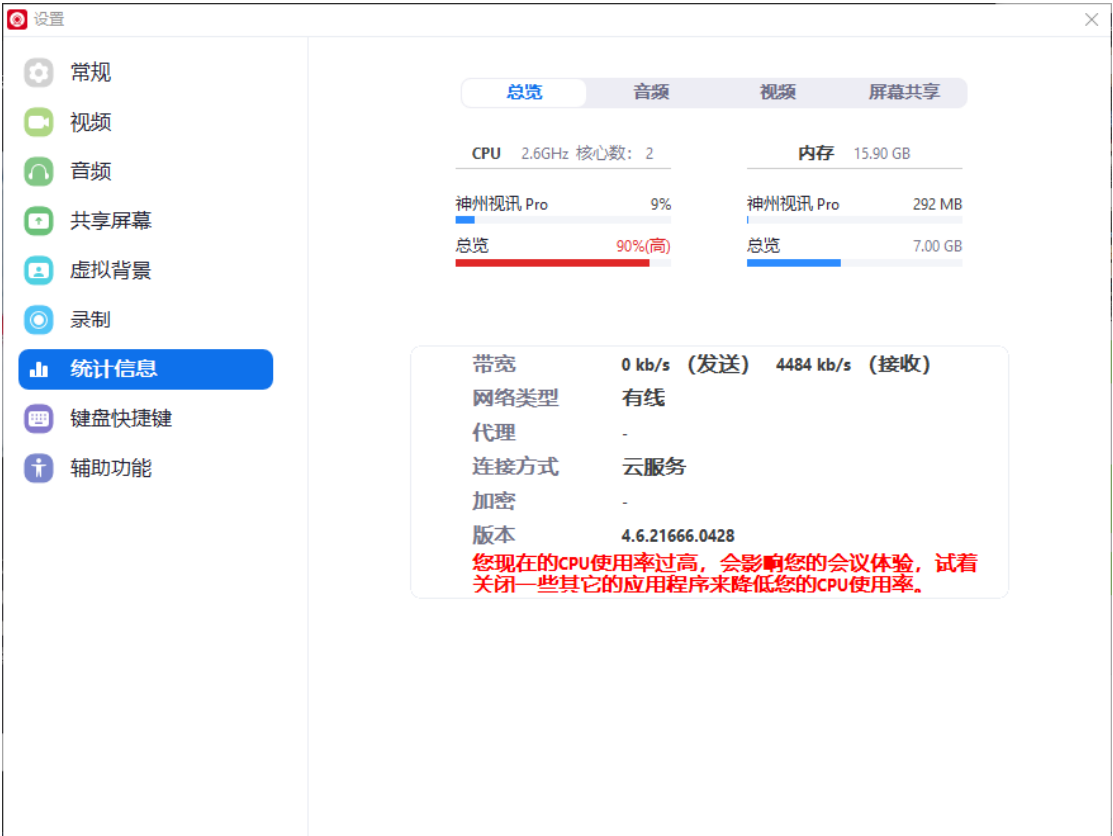 设置
常规
视频
音频
共享屏幕
虚拟背景
录制
统计信息
键盘快捷键
辅助功能
总览 音频 视频 屏幕共享
CPU 2.6GHz 核心数: 2
神州视讯 Pro 9%
总览 90%(高)
内存 15.90 GB
神州视讯 Pro 292 MB
总览 7.00 GB
带宽 0 kb/s (发送) 4484 kb/s (接收)
网络类型 有线
代理 -
连接方式 云服务
加密 -
版本 4.6.21666.0428
您现在的CPU使用率过高，会影响您的会议体验，试着
关闭一些其它的应用程序来降低您的CPU使用率。